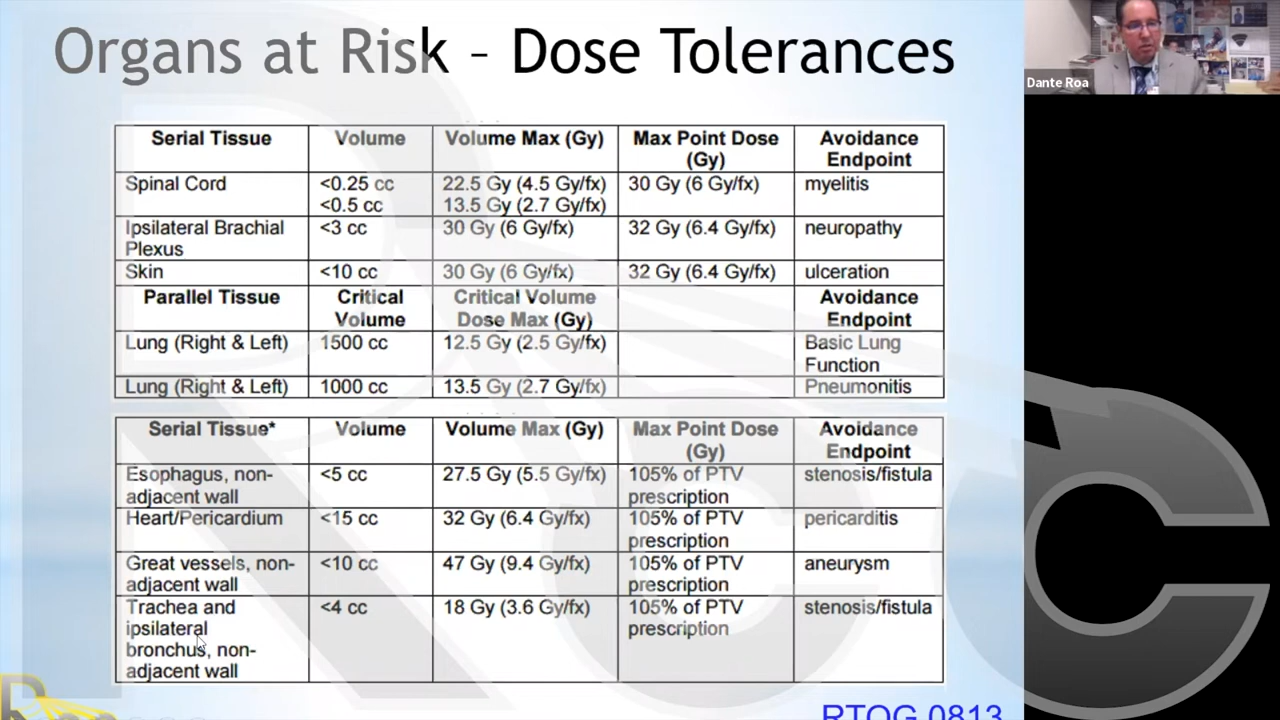 Organs at Risk – Dose Tolerances
Dante Roa
Serial Tissue Volume Volume Max (Gy) Max Point Dose (Gy) Avoidance Endpoint
Spinal Cord <0.25 cc 22.5 Gy (4.5 Gy/fx) 30 Gy (6 Gy/fx) myelitis
<0.5 cc 13.5 Gy (2.7 Gy/fx)
Ipsilateral Brachial Plexus <3 cc 30 Gy (6 Gy/fx) 32 Gy (6.4 Gy/fx) neuropathy
Skin <10 cc 30 Gy (6 Gy/fx) 32 Gy (6.4 Gy/fx) ulceration
Parallel Tissue Critical Volume Critical Volume Dose Max (Gy) Avoidance Endpoint
Lung (Right & Left) 1500 cc 12.5 Gy (2.5 Gy/fx) Basic Lung Function
Lung (Right & Left) 1000 cc 13.5 Gy (2.7 Gy/fx) Pneumonitis
Serial Tissue* Volume Volume Max (Gy) Max Point Dose (Gy) Avoidance Endpoint
Esophagus, non-adjacent wall <5 cc 27.5 Gy (5.5 Gy/fx) 105% of PTV prescription stenosis/fistula
Heart/Pericardium <15 cc 32 Gy (6.4 Gy/fx) 105% of PTV prescription pericarditis
Great vessels, non-adjacent wall <10 cc 47 Gy (9.4 Gy/fx) 105% of PTV prescription aneurysm
Trachea and ipsilateral bronchus, non-adjacent wall <4 cc 18 Gy (3.6 Gy/fx) 105% of PTV prescription stenosis/fistula
RTOG 0813